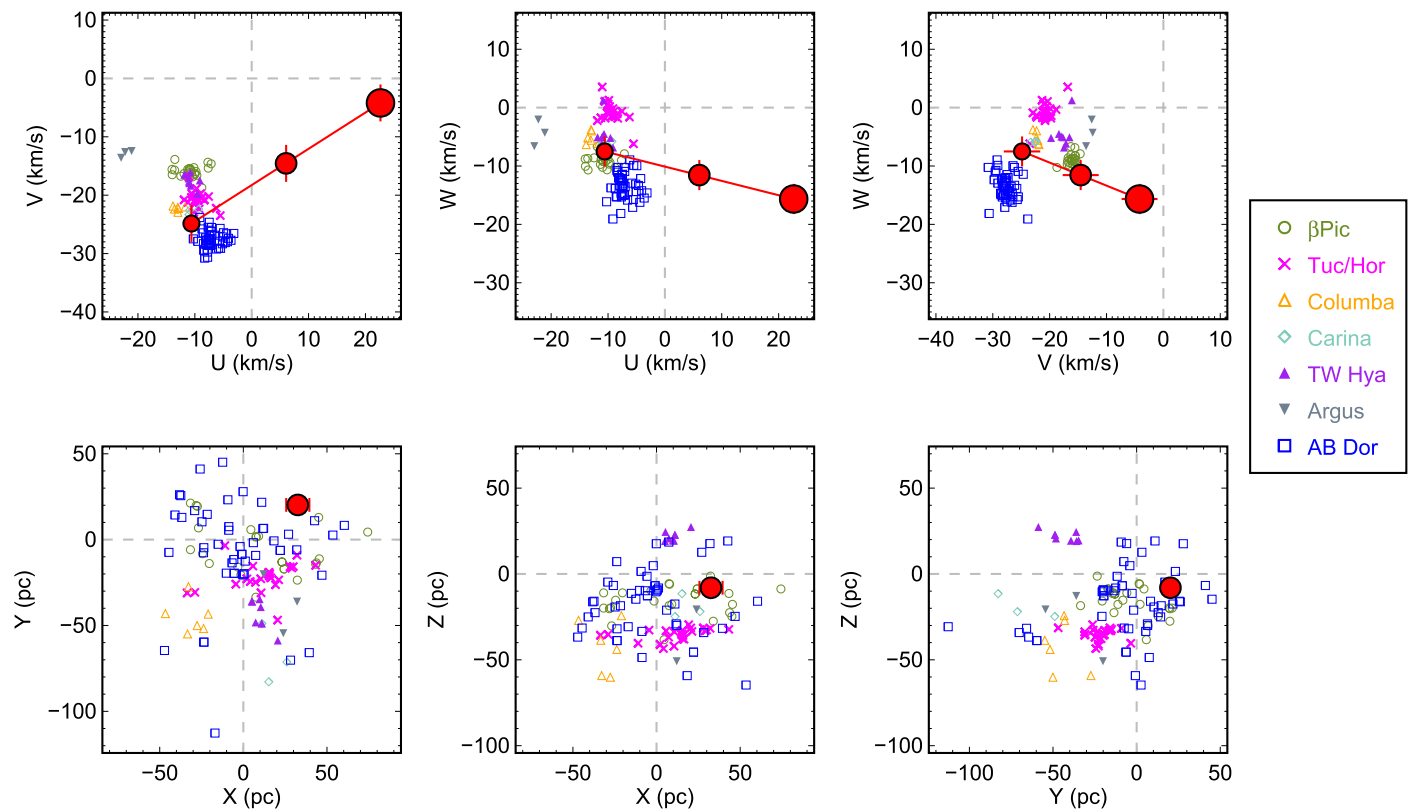 10
0
−10
−20
−30
−40
V (km/s)
−20 −10 0 10 20
U (km/s)
10
0
−10
−20
−30
W (km/s)
−20 −10 0 10 20
U (km/s)
10
0
−10
−20
−30
W (km/s)
−40 −30 −20 −10 0 10
V (km/s)
βPic
Tuc/Hor
Columba
Carina
TW Hya
Argus
AB Dor
50
0
−50
−100
Y (pc)
−50 0 50
X (pc)
50
0
−50
−100
Z (pc)
−50 0 50
X (pc)
50
0
−50
−100
Z (pc)
−100 −50 0 50
Y (pc)